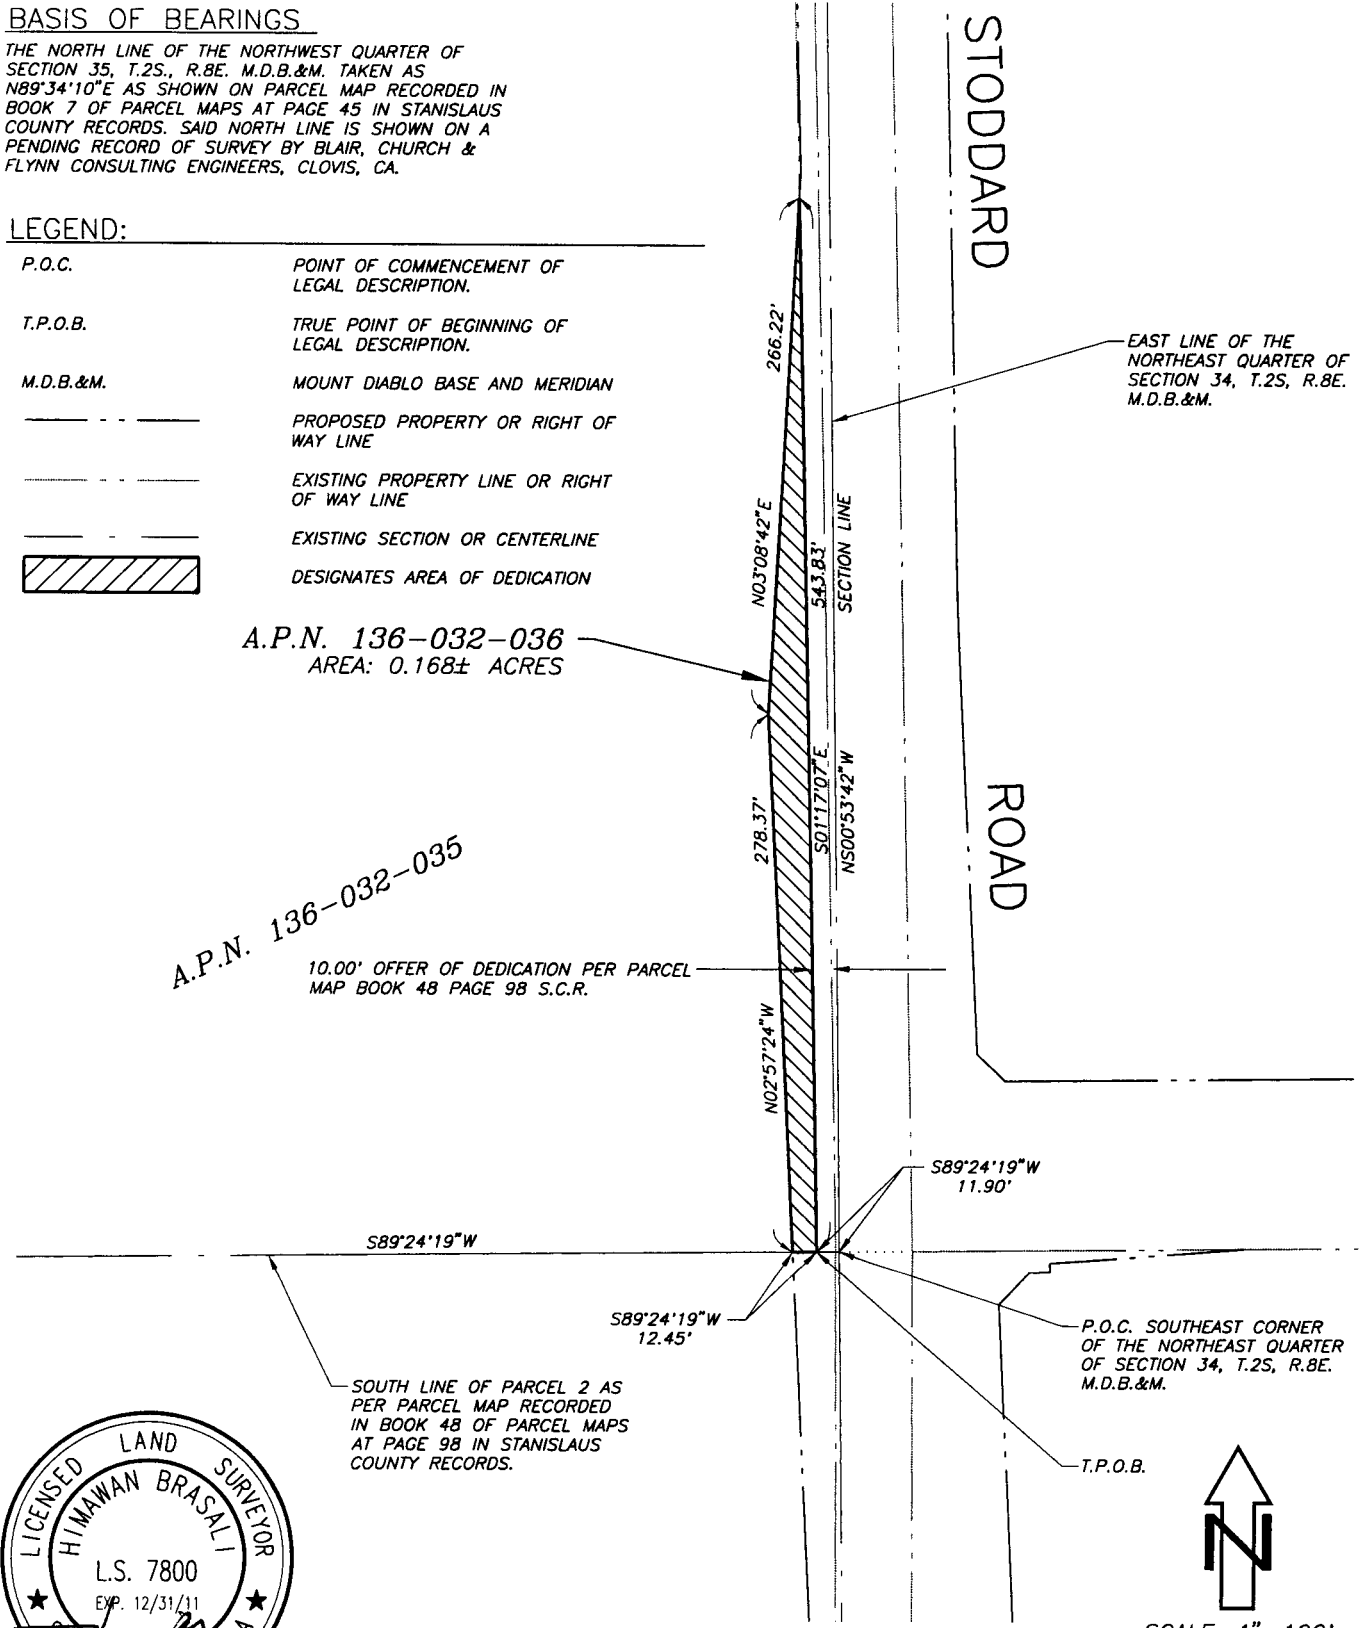 BASIS OF BEARINGS
THE NORTH LINE OF THE NORTHWEST QUARTER OF
SECTION 35, T.2S., R.8E. M.D.B.&M. TAKEN AS
N89°34'10"E AS SHOWN ON PARCEL MAP RECORDED IN
BOOK 7 OF PARCEL MAPS AT PAGE 45 IN STANISLAUS
COUNTY RECORDS. SAID NORTH LINE IS SHOWN ON A
PENDING RECORD OF SURVEY BY BLAIR, CHURCH &
FLYNN CONSULTING ENGINEERS, CLOVIS, CA.
LEGEND:
P.O.C. POINT OF COMMENCEMENT OF
LEGAL DESCRIPTION.
T.P.O.B. TRUE POINT OF BEGINNING OF
LEGAL DESCRIPTION.
M.D.B.&M. MOUNT DIABLO BASE AND MERIDIAN
PROPOSED PROPERTY OR RIGHT OF
WAY LINE
EXISTING PROPERTY LINE OR RIGHT
OF WAY LINE
EXISTING SECTION OR CENTERLINE
DESIGNATES AREA OF DEDICATION
STODDARD
ROAD
EAST LINE OF THE
NORTHEAST QUARTER OF
SECTION 34, T.2S, R.8E.
M.D.B.&M.
266.22'
N03°08'42"E
543.83'
SECTION LINE
A.P.N. 136-032-036
AREA: 0.168± ACRES
278.37'
S01°17'07"E
NS00°53'42"W
A.P.N. 136-032-035
10.00' OFFER OF DEDICATION PER PARCEL
MAP BOOK 48 PAGE 98 S.C.R.
N02°57'24"W
S89°24'19"W
11.90'
S89°24'19"W
S89°24'19"W
12.45'
P.O.C. SOUTHEAST CORNER
OF THE NORTHEAST QUARTER
OF SECTION 34, T.2S, R.8E.
M.D.B.&M.
SOUTH LINE OF PARCEL 2 AS
PER PARCEL MAP RECORDED
IN BOOK 48 OF PARCEL MAPS
AT PAGE 98 IN STANISLAUS
COUNTY RECORDS.
T.P.O.B.
LICENSED LAND SURVEYOR
HIMAWAN BRASALI
L.S. 7800
EXP. 12/31/11
N